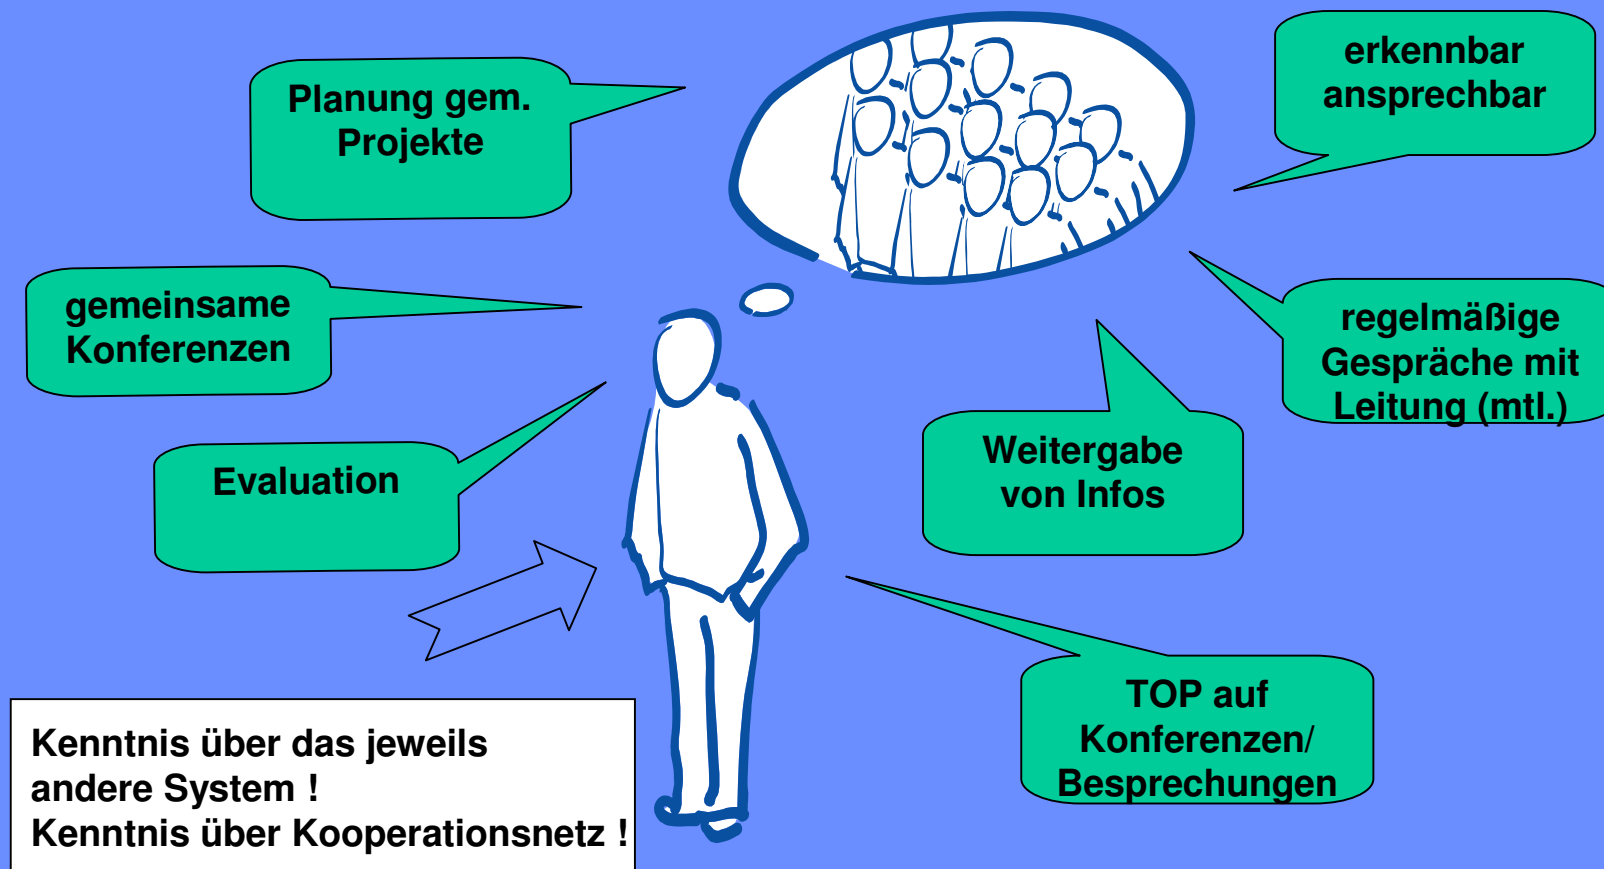 Planung gem.
Projekte
erkennbar
ansprechbar
gemeinsame
Konferenzen
regelmäßige
Gespräche mit
Leitung (mtl.)
Evaluation
Weitergabe
von Infos
TOP auf
Konferenzen/
Besprechungen
Kenntnis über das jeweils
andere System !
Kenntnis über Kooperationsnetz !